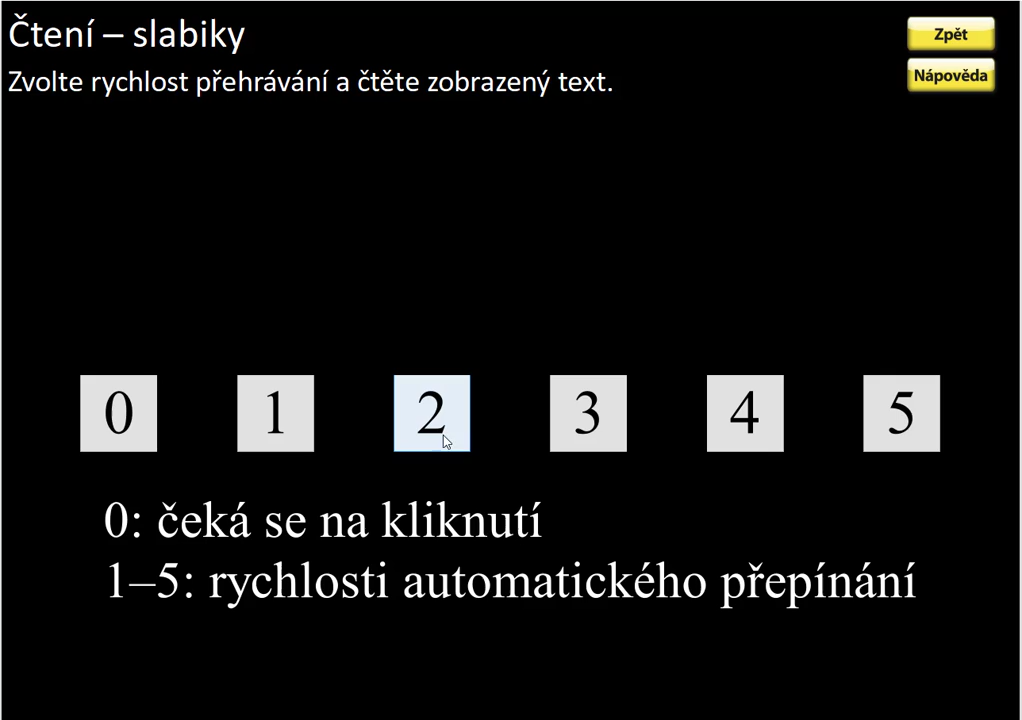 Čtení – slabiky
Zpět
Zvolte rychlost přehrávání a čtěte zobrazený text.
Nápověda
0 1 2 3 4 5
0: čeká se na kliknutí
1–5: rychlosti automatického přepínání